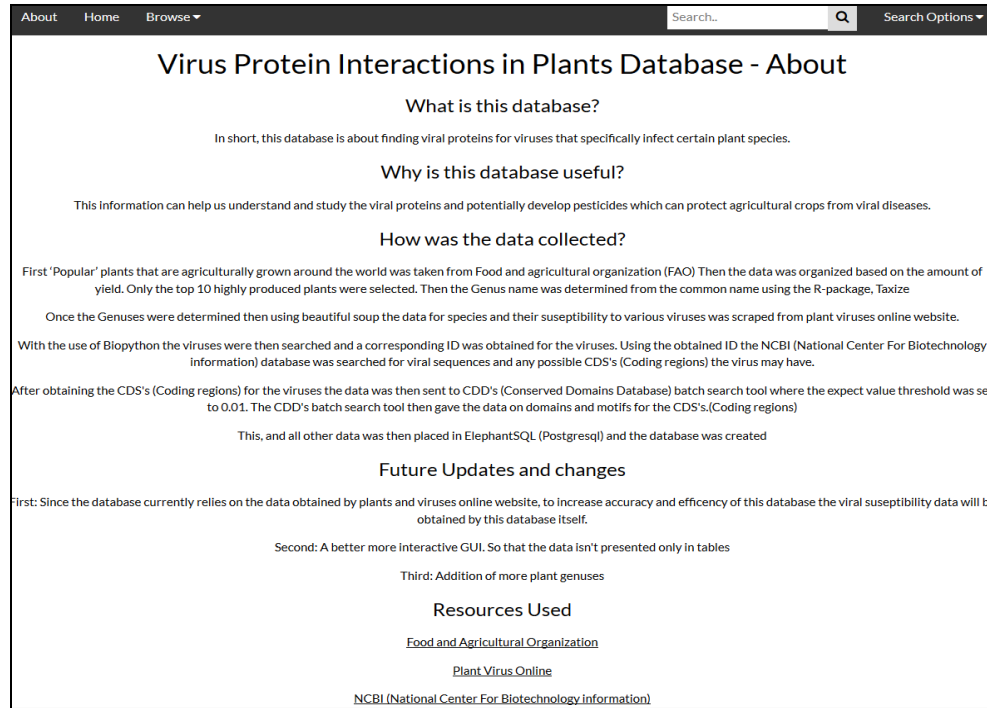 About Home Browse Search.. Search Options
Virus Protein Interactions in Plants Database - About
What is this database?
In short, this database is about finding viral proteins for viruses that specifically infect certain plant species.
Why is this database useful?
This information can help us understand and study the viral proteins and potentially develop pesticides which can protect agricultural crops from viral diseases.
How was the data collected?
First ‘Popular’ plants that are agriculturally grown around the world was taken from Food and agricultural organization (FAO) Then the data was organized based on the amount of
yield. Only the top 10 highly produced plants were selected. Then the Genus name was determined from the common name using the R-package, Taxize
Once the Genuses were determined then using beautiful soup the data for species and their suseptibility to various viruses was scraped from plant viruses online website.
With the use of Biopython the viruses were then searched and a corresponding ID was obtained for the viruses. Using the obtained ID the NCBI (National Center For Biotechnology
information) database was searched for viral sequences and any possible CDS's (Coding regions) the virus may have.
After obtaining the CDS's (Coding regions) for the viruses the data was then sent to CDD's (Conserved Domains Database) batch search tool where the expect value threshold was se
to 0.01. The CDD's batch search tool then gave the data on domains and motifs for the CDS's.(Coding regions)
This, and all other data was then placed in ElephantSQL (Postgresql) and the database was created
Future Updates and changes
First: Since the database currently relies on the data obtained by plants and viruses online website, to increase accuracy and efficency of this database the viral suseptibility data will b
obtained by this database itself.
Second: A better more interactive GUI. So that the data isn't presented only in tables
Third: Addition of more plant genuses
Resources Used
Food and Agricultural Organization
Plant Virus Online
NCBI (National Center For Biotechnology information)